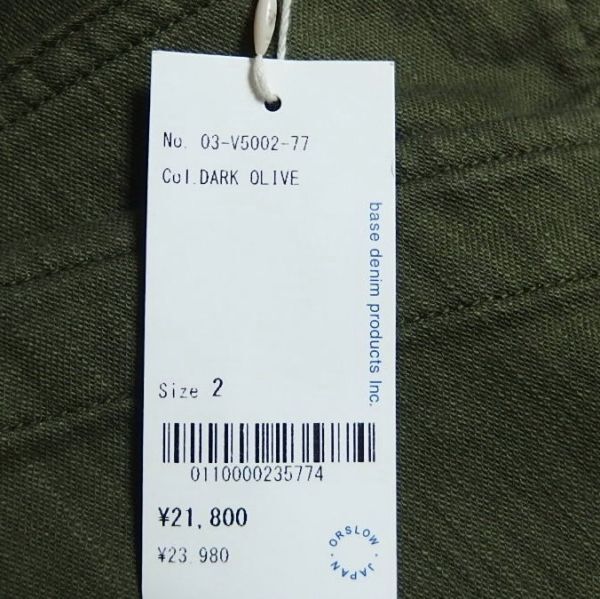 No. 03-V5002-77
Col.DARK OLIVE
base denim products Inc.
Size 2
0110000235774
¥21,800
¥23 980
ORSLOW · JAPAN ·